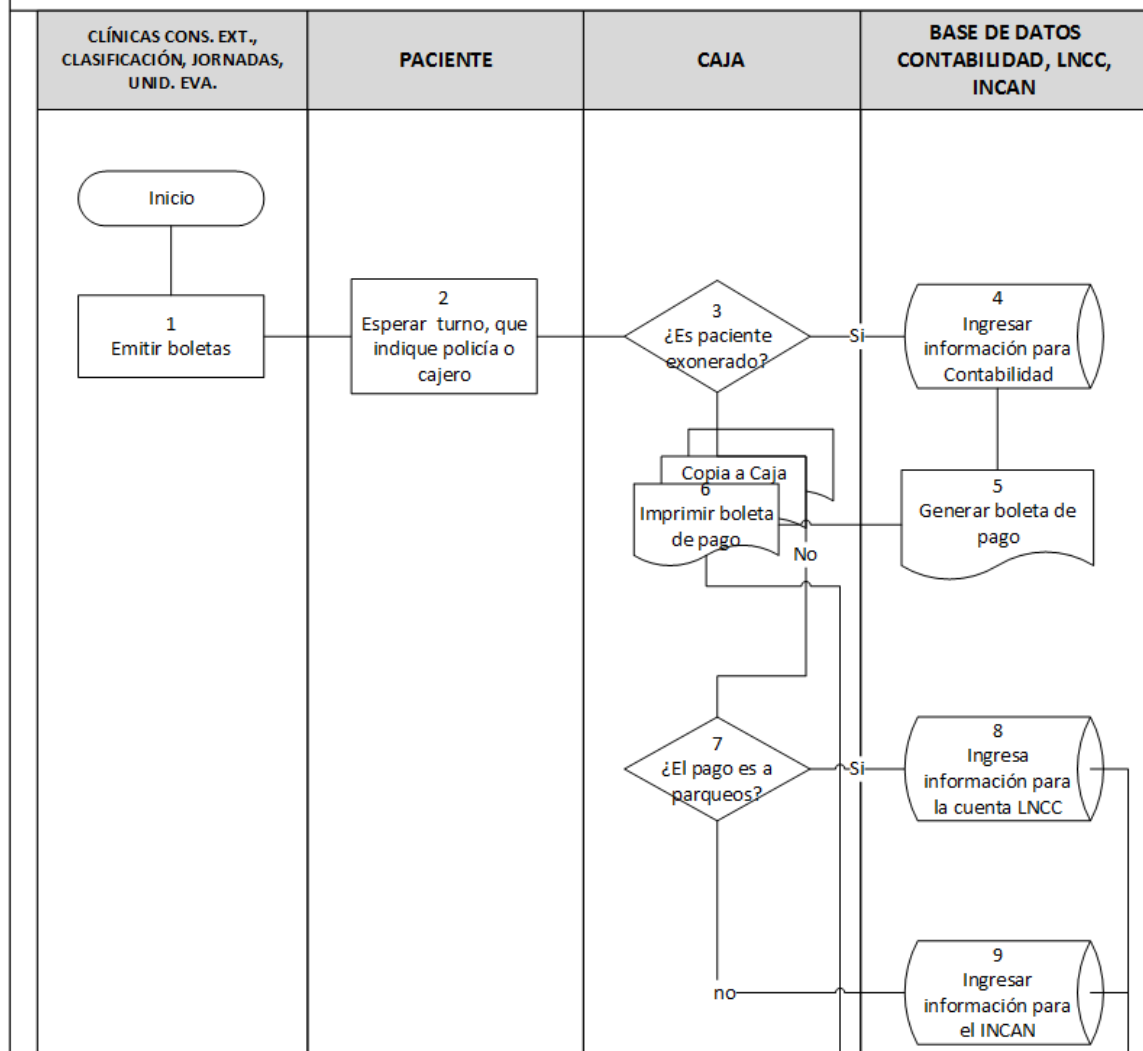 CLÍNICAS CONS. EXT.,
CLASIFICACIÓN, JORNADAS,
UNID. EVA.
PACIENTE
CAJA
BASE DE DATOS
CONTABILIDAD, LNCC,
INCAN
Inicio
1
Emitir boletas
2
Esperar turno, que
indique policía o
cajero
3
¿Es paciente
exonerado?
Si
4
Ingresar
información para
Contabilidad
Copia a Caja
6
Imprimir boleta
de pago
5
Generar boleta de
pago
No
7
¿El pago es a
parqueos?
Si
8
Ingresa
información para
la cuenta LNCC
no
9
Ingresar
información para
el INCAN